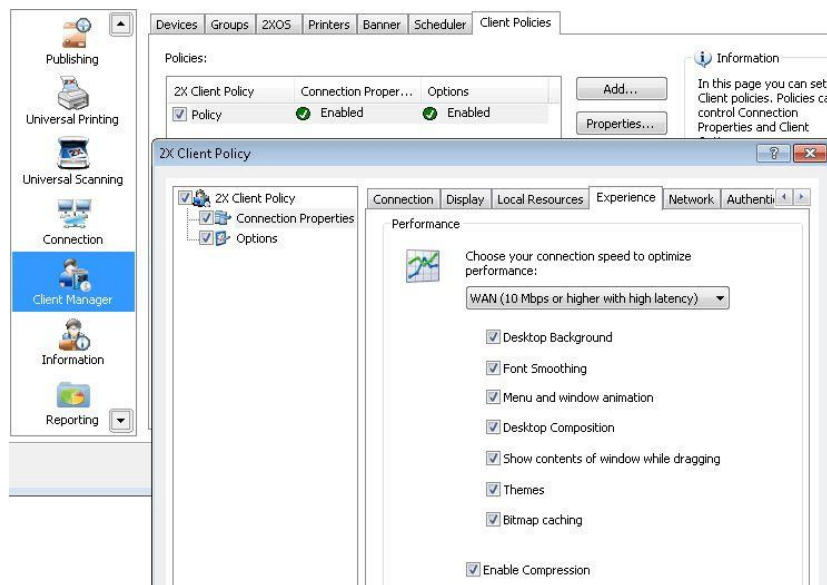 Devices Groups 2XOS Printers Banner Scheduler Client Policies
Publishing
Universal Printing
Universal Scanning
Connection
Client Manager
Information
Reporting
Policies:
2X Client Policy Connection Proper... Options
Policy Enabled Enabled
Add...
Properties...
Information
In this page you can set
Client policies. Policies ca
control Connection
Properties and Client
2X Client Policy
2X Client Policy
Connection Properties
Options
Connection Display Local Resources Experience Network Authenti
Performance
Choose your connection speed to optimize
performance:
WAN (10 Mbps or higher with high latency)
Desktop Background
Font Smoothing
Menu and window animation
Desktop Composition
Show contents of window while dragging
Themes
Bitmap caching
Enable Compression